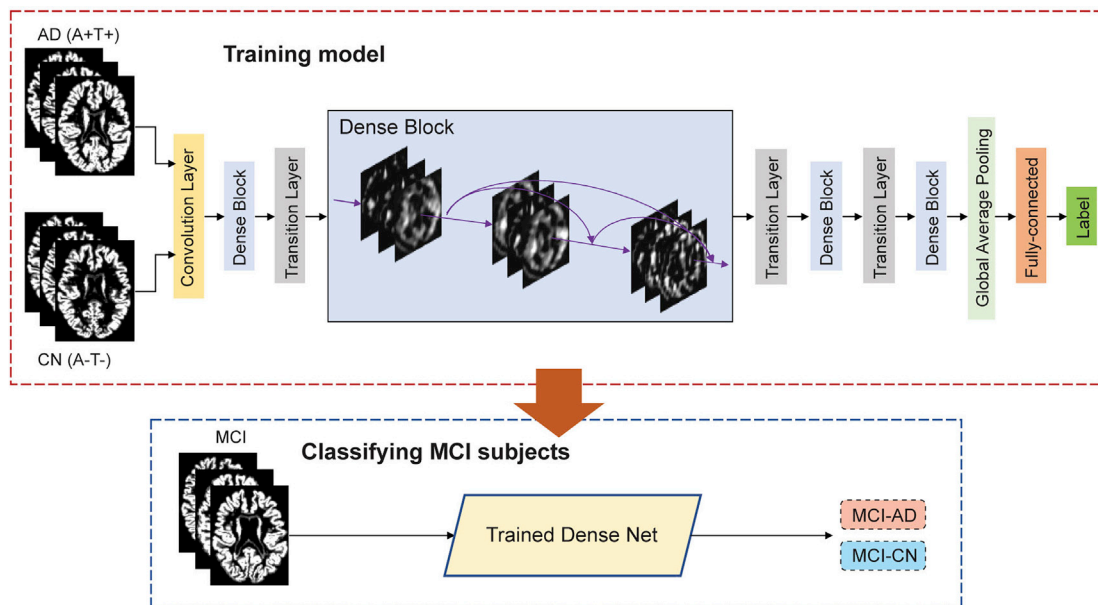 AD (A+T+)
Training model
Convolution Layer
Dense Block
Transition Layer
Dense Block
Transition Layer
Dense Block
Transition Layer
Dense Block
Global Average Pooling
Fully-connected
Label
CN (A-T-)
MCI
Classifying MCI subjects
Trained Dense Net
MCI-AD
MCI-CN